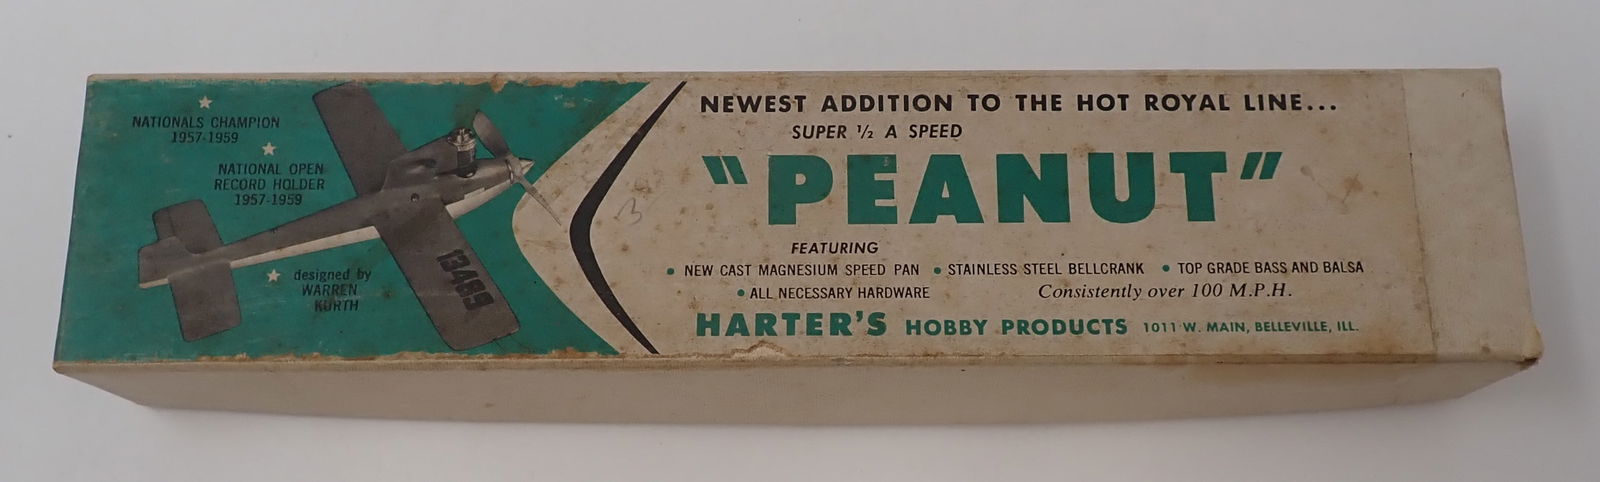 NATIONALS CHAMPION
1957-1959
NATIONAL OPEN
RECORD HOLDER
1957-1959
designed by
WARREN
KURTH
13489
NEWEST ADDITION TO THE HOT ROYAL LINE...
SUPER ½ A SPEED
"PEANUT"
FEATURING
• NEW CAST MAGNESIUM SPEED PAN • STAINLESS STEEL BELLCRANK • TOP GRADE BASS AND BALSA
• ALL NECESSARY HARDWARE Consistently over 100 M.P.H.
HARTER'S HOBBY PRODUCTS 1011 W. MAIN, BELLEVILLE, ILL.